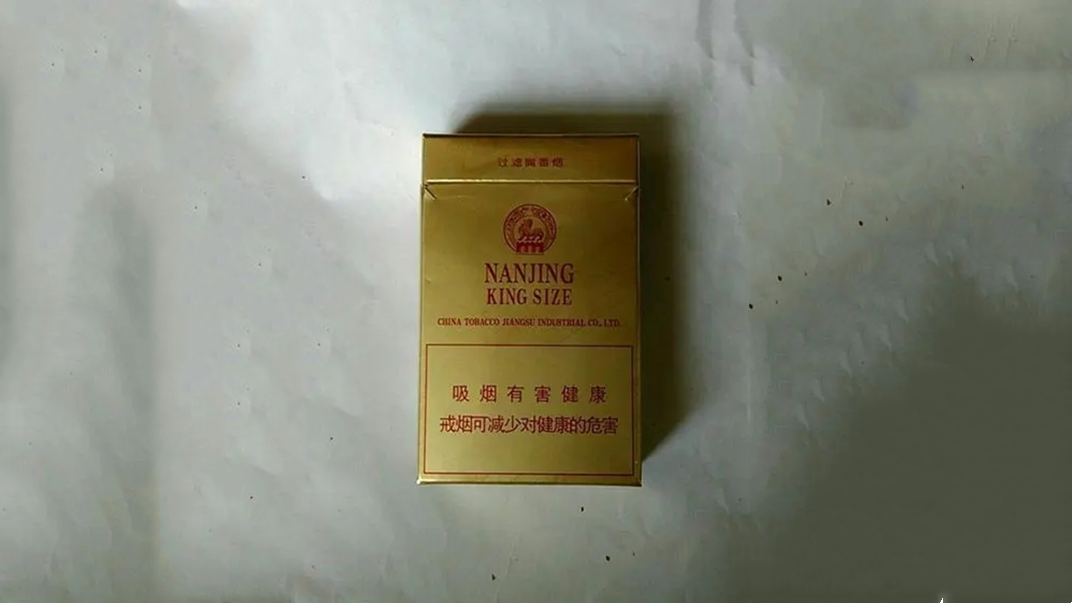 过滤嘴香烟
NANJING
KING SIZE
CHINA TOBACCO JIANGSU INDUSTRIAL CO., LTD.
吸烟有害健康
戒烟可减少对健康的危害